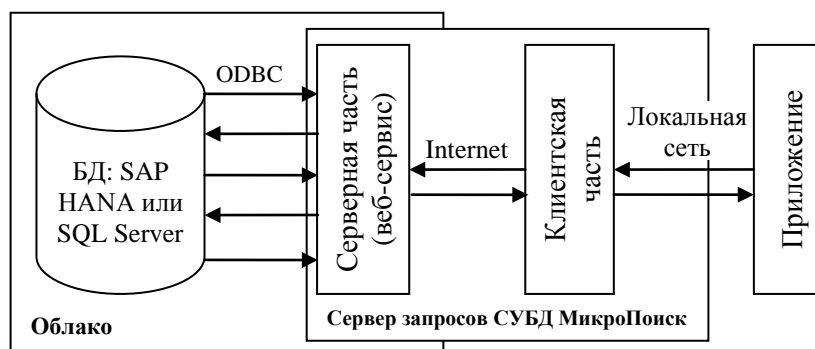 ODBC
БД: SAP
HANA или
SQL Server
Серверная часть
(веб-сервис)
Internet
Клиентская
часть
Локальная
сеть
Приложение
Облако
Сервер запросов СУБД МикроПоиск